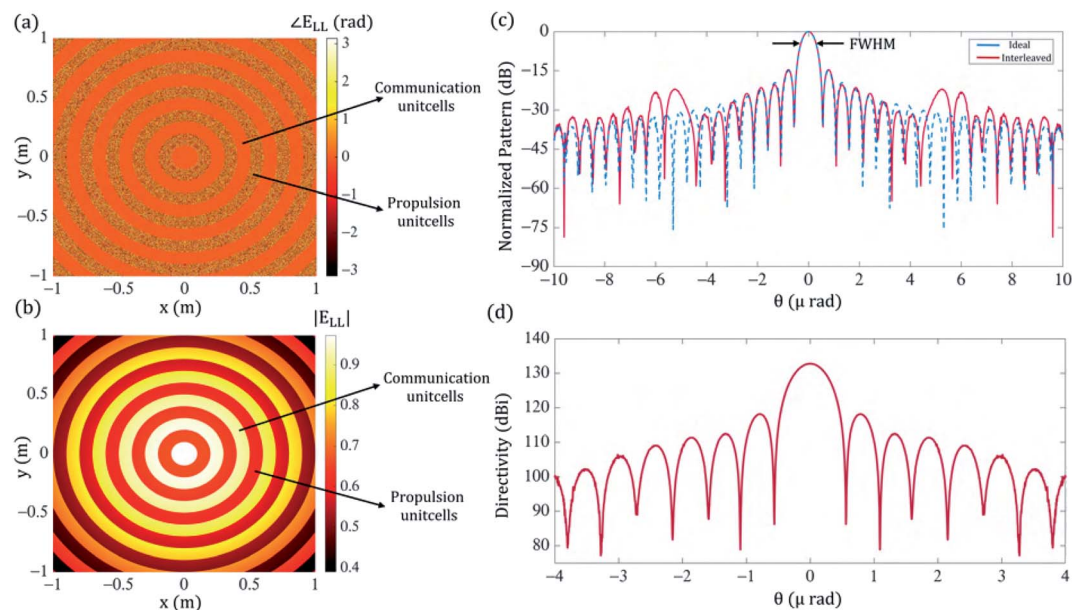 (a)
∠E_LL (rad)
1
0.5
0
−0.5
−1
y (m)
−1
−0.5
0
0.5
1
x (m)
3
2
1
0
−1
−2
−3
Communication
unitcells
Propulsion
unitcells
(b)
|E_LL|
1
0.5
0
-0.5
-1
y (m)
-1
-0.5
0
0.5
1
x (m)
0.9
0.8
0.7
0.6
0.5
0.4
Communication
unitcells
Propulsion
unitcells
(c)
0
−15
−30
−45
−60
−75
−90
Normalized Pattern (dB)
FWHM
Ideal
Interleaved
−10
−8
−6
−4
−2
0
2
4
6
8
10
θ (μ rad)
(d)
140
130
120
110
100
90
80
Directivity (dBi)
−4
−3
−2
−1
0
1
2
3
4
θ (μ rad)